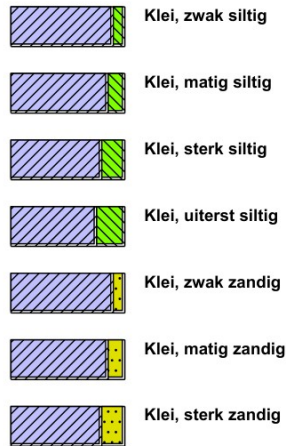 Klei, zwak siltig
Klei, matig siltig
Klei, sterk siltig
Klei, uiterst siltig
Klei, zwak zandig
Klei, matig zandig
Klei, sterk zandig